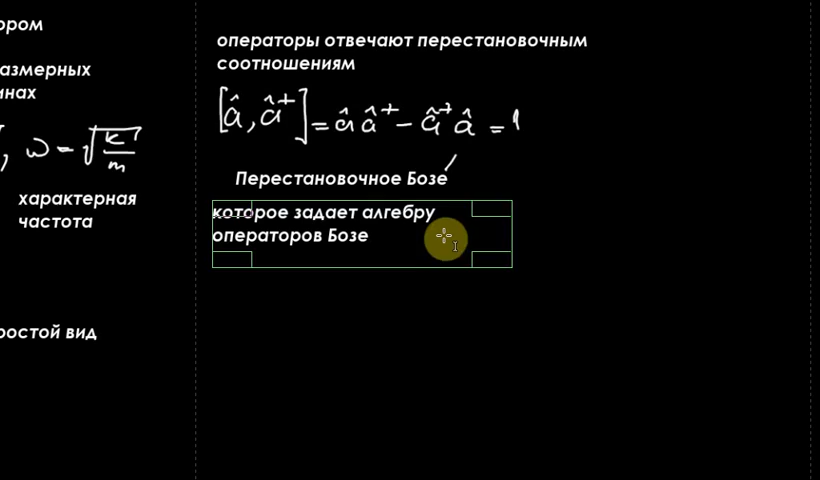 ором
азмерных
инах
, ω = √k/m
характерная
частота
ростой вид
операторы отвечают перестановочным
соотношениям
[â, â⁺] = â â⁺ − â⁺ â = 1
Перестановочное Бозе
которое задает алгебру
операторов Бозе